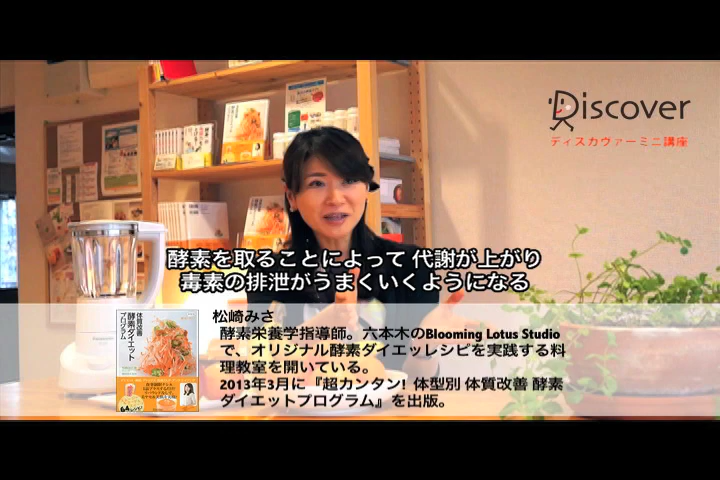 Discover
ディスカヴァーミニ講座
酵素を取ることによって 代謝が上がり
毒素の排泄がうまくいくようになる
体質改善
酵素ダイエット
プログラム
松崎みさ
酵素栄養学指導師。六本木のBlooming Lotus Studio
で、オリジナル酵素ダイエッレシピを実践する料
理教室を開いている。
2013年3月に『超カンタン! 体型別 体質改善 酵素
ダイエットプログラム』を出版。